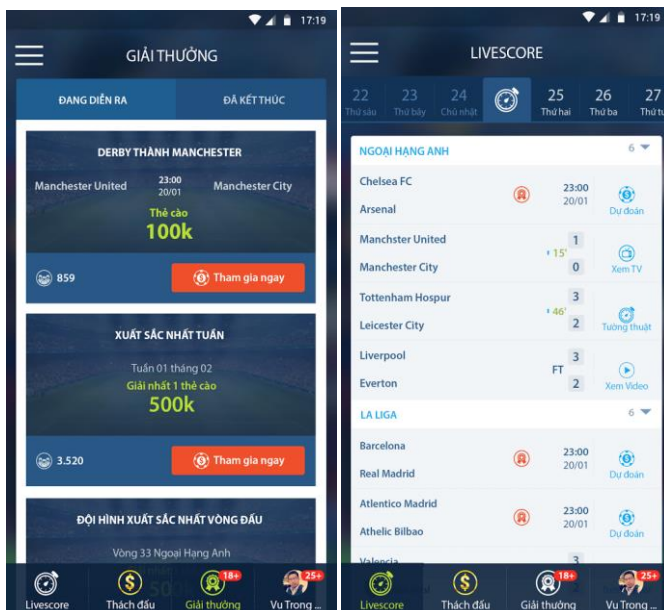 17:19
GIẢI THƯỞNG
ĐANG DIỄN RA
ĐÃ KẾT THÚC
DERBY THÀNH MANCHESTER
Manchester United
23:00
20/01
Manchester City
Thẻ cào
100k
859
Tham gia ngay
XUẤT SẮC NHẤT TUẦN
Tuần 01 tháng 02
Giải nhất 1 thẻ cào
500k
3.520
Tham gia ngay
ĐỘI HÌNH XUẤT SẮC NHẤT VÒNG ĐẤU
Vòng 33 Ngoại Hạng Anh
Livescore
Thách đấu
18+
Giải thưởng
25+
Vu Trong ...
17:19
LIVESCORE
22
Thứ sáu
23
Thứ bảy
24
Chủ nhật
25
Thứ hai
26
Thứ ba
27
Thứ tư
NGOẠI HẠNG ANH
6
Chelsea FC
Arsenal
23:00
20/01
Dự đoán
Manchster United
Manchester City
15'
1
0
Xem TV
Tottenham Hospur
Leicester City
46'
3
2
Tường thuật
Liverpool
Everton
FT
3
2
Xem Video
LA LIGA
6
Barcelona
Real Madrid
23:00
20/01
Dự đoán
Atlentico Madrid
Athelic Bilbao
23:00
20/01
Dự đoán
Valencia
3
Livescore
Thách đấu
18+
Giải thưởng
25+
Vu Trong ...